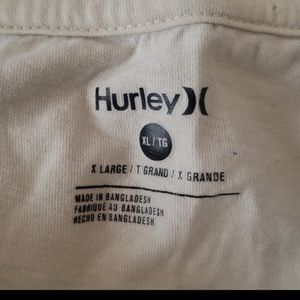 Hurley
XL / TG
X LARGE / T GRAND / X GRANDE
MADE IN BANGLADESH
FABRIQUÉ AU BANGLADESH
HECHO EN BANGLADESH